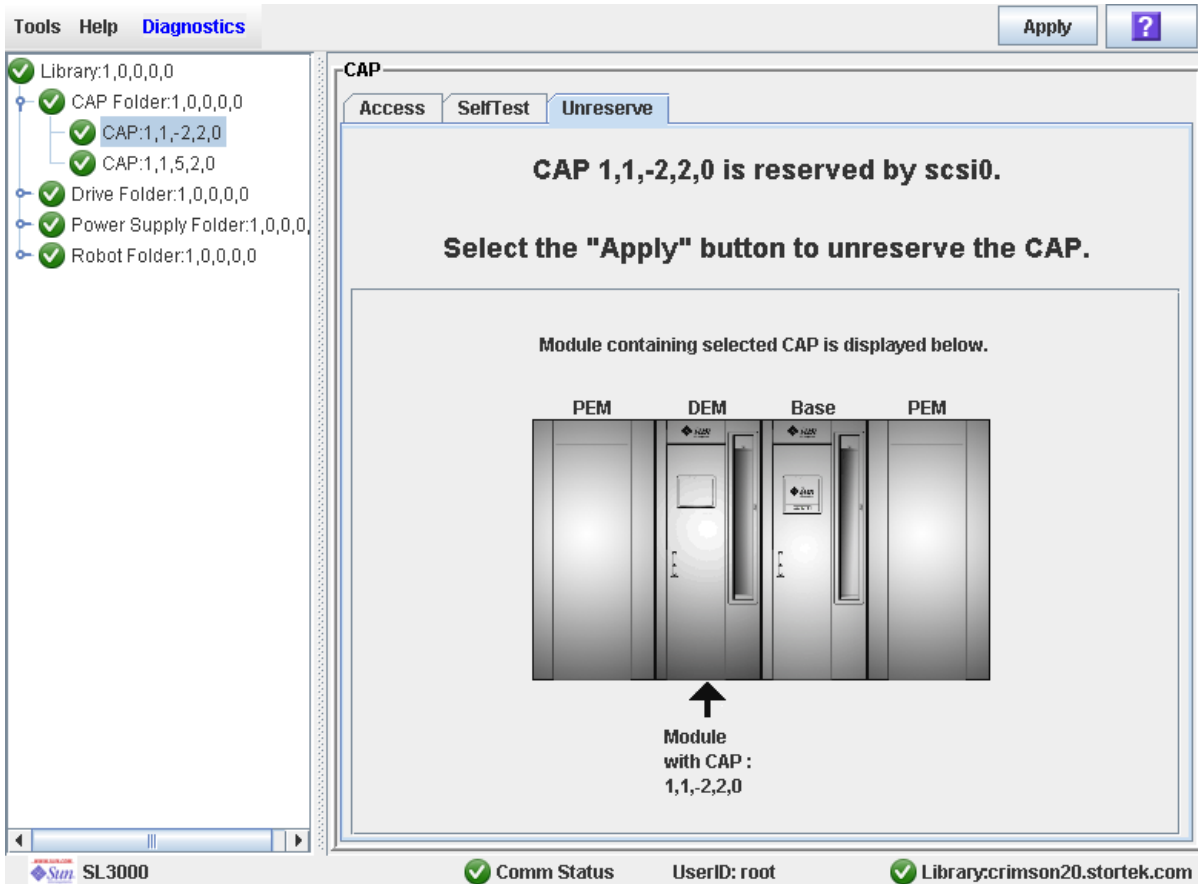 Tools Help Diagnostics
Apply
?
Library:1,0,0,0,0
CAP Folder:1,0,0,0,0
CAP:1,1,-2,2,0
CAP:1,1,5,2,0
Drive Folder:1,0,0,0,0
Power Supply Folder:1,0,0,0,
Robot Folder:1,0,0,0,0
CAP
Access SelfTest Unreserve
CAP 1,1,-2,2,0 is reserved by scsi0.
Select the "Apply" button to unreserve the CAP.
Module containing selected CAP is displayed below.
PEM DEM Base PEM
Sun Sun
Sun
Module
with CAP :
1,1,-2,2,0
Sun SL3000 Comm Status UserID: root Library:crimson20.stortek.com